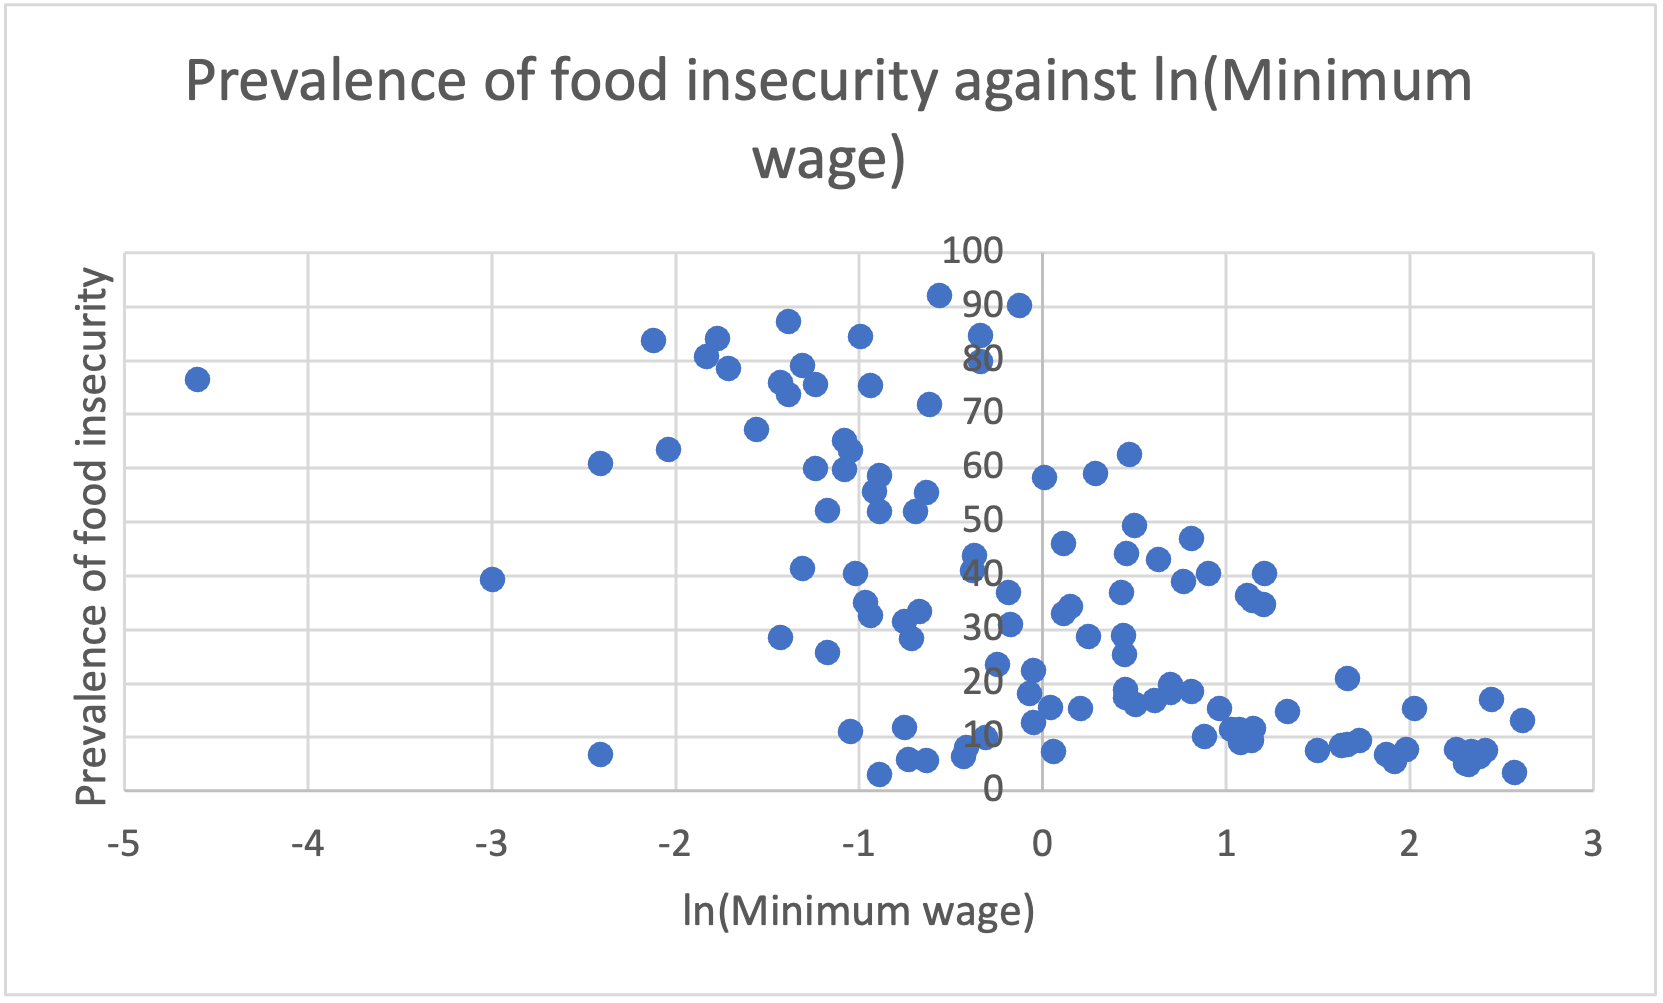 Prevalence of food insecurity against ln(Minimum
wage)
Prevalence of food insecurity
100
90
80
70
60
50
40
30
20
10
0
-5 -4 -3 -2 -1 0 1 2 3
ln(Minimum wage)